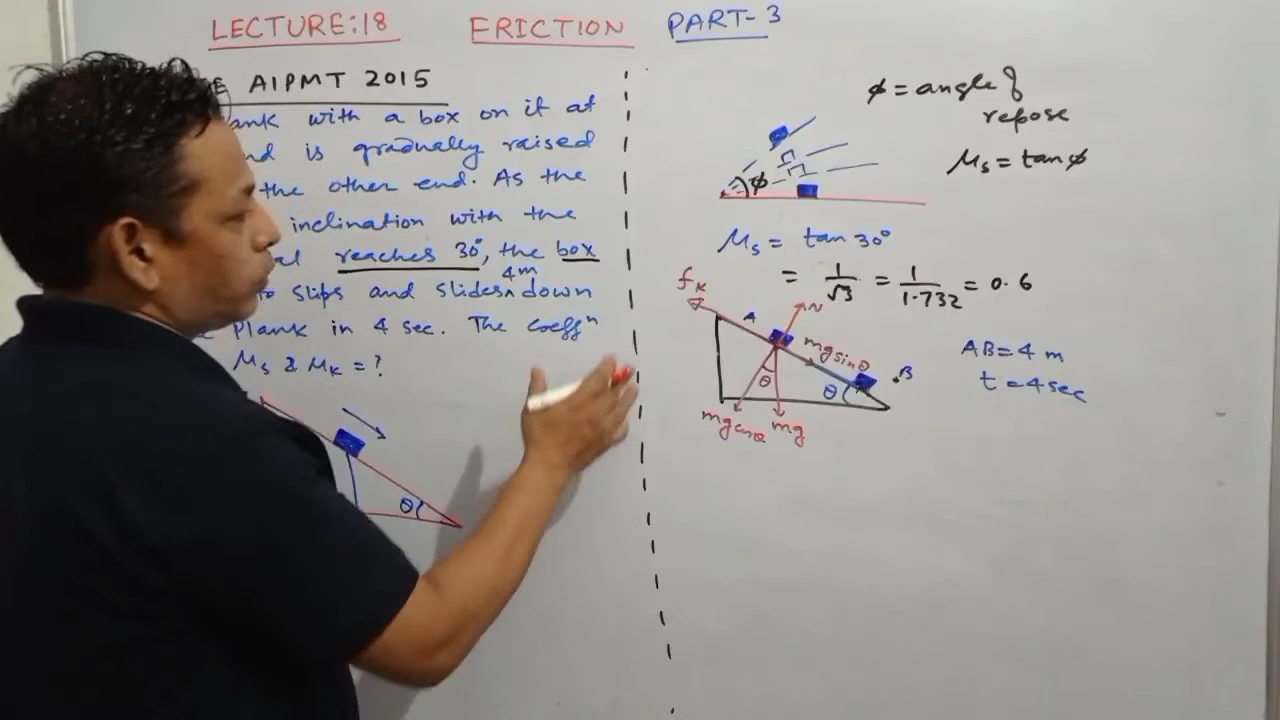 LECTURE:18 FRICTION PART-3
AIPMT 2015
with a box on it at
is gradually raised
the other end. As the
inclination with the
reaches 30°, the box
4m
slips and slides^ down
Plank in 4 sec. The coeffⁿ
μs & μk = ?
θ
φ = angle of
repose
μs = tanφ
φ
μs = tan 30°
= 1/√3 = 1/1.732 = 0.6
fk
N
A
mg sinθ
θ
θ
B
mg cosθ
mg
AB = 4 m
t = 4 sec